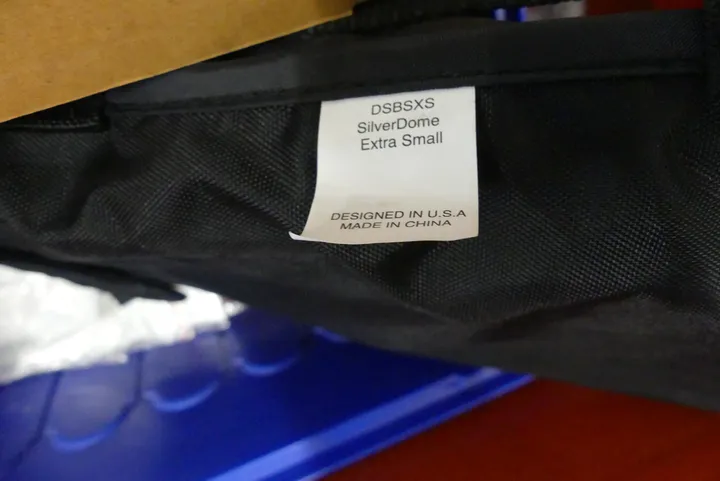 DSBSXS
SilverDome
Extra Small
DESIGNED IN U.S.A
MADE IN CHINA